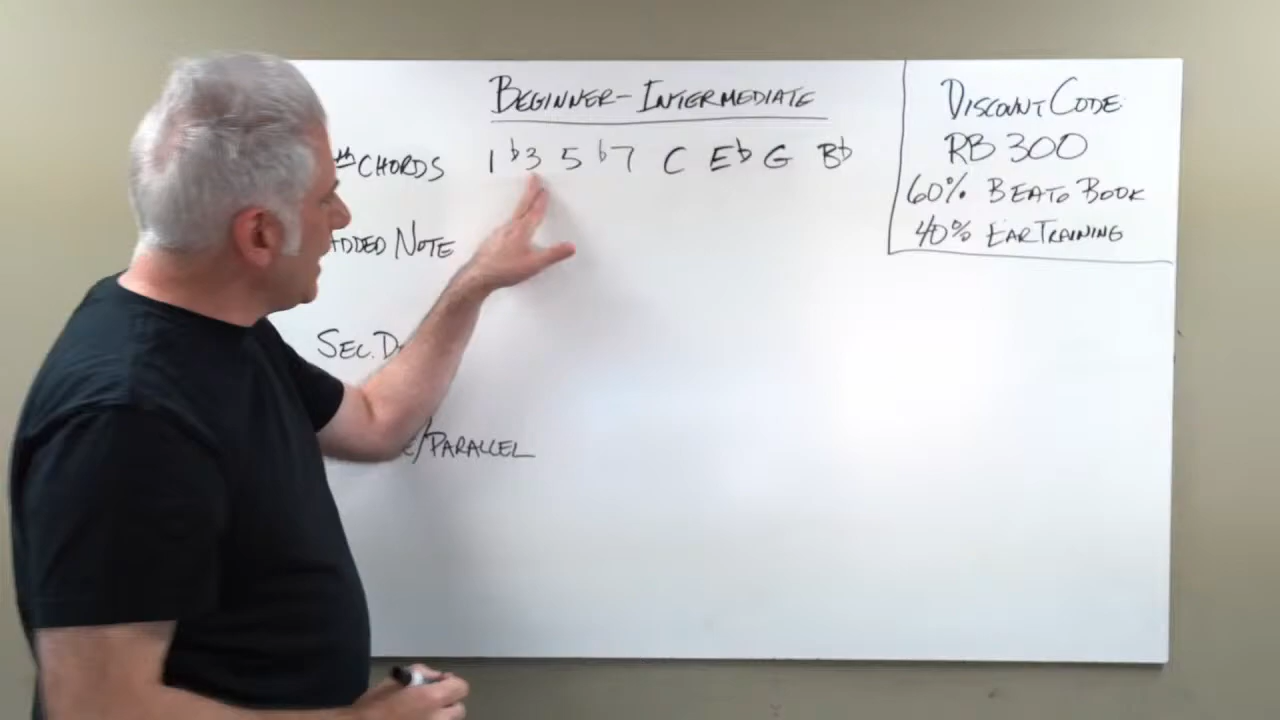 BEGINNER-INTERMEDIATE
CHORDS 1 ♭3 5 ♭7 C E♭ G B♭
ADDED NOTE
SEC.
/PARALLEL
DISCOUNT CODE
RB 300
60% BEATO BOOK
40% EAR TRAINING